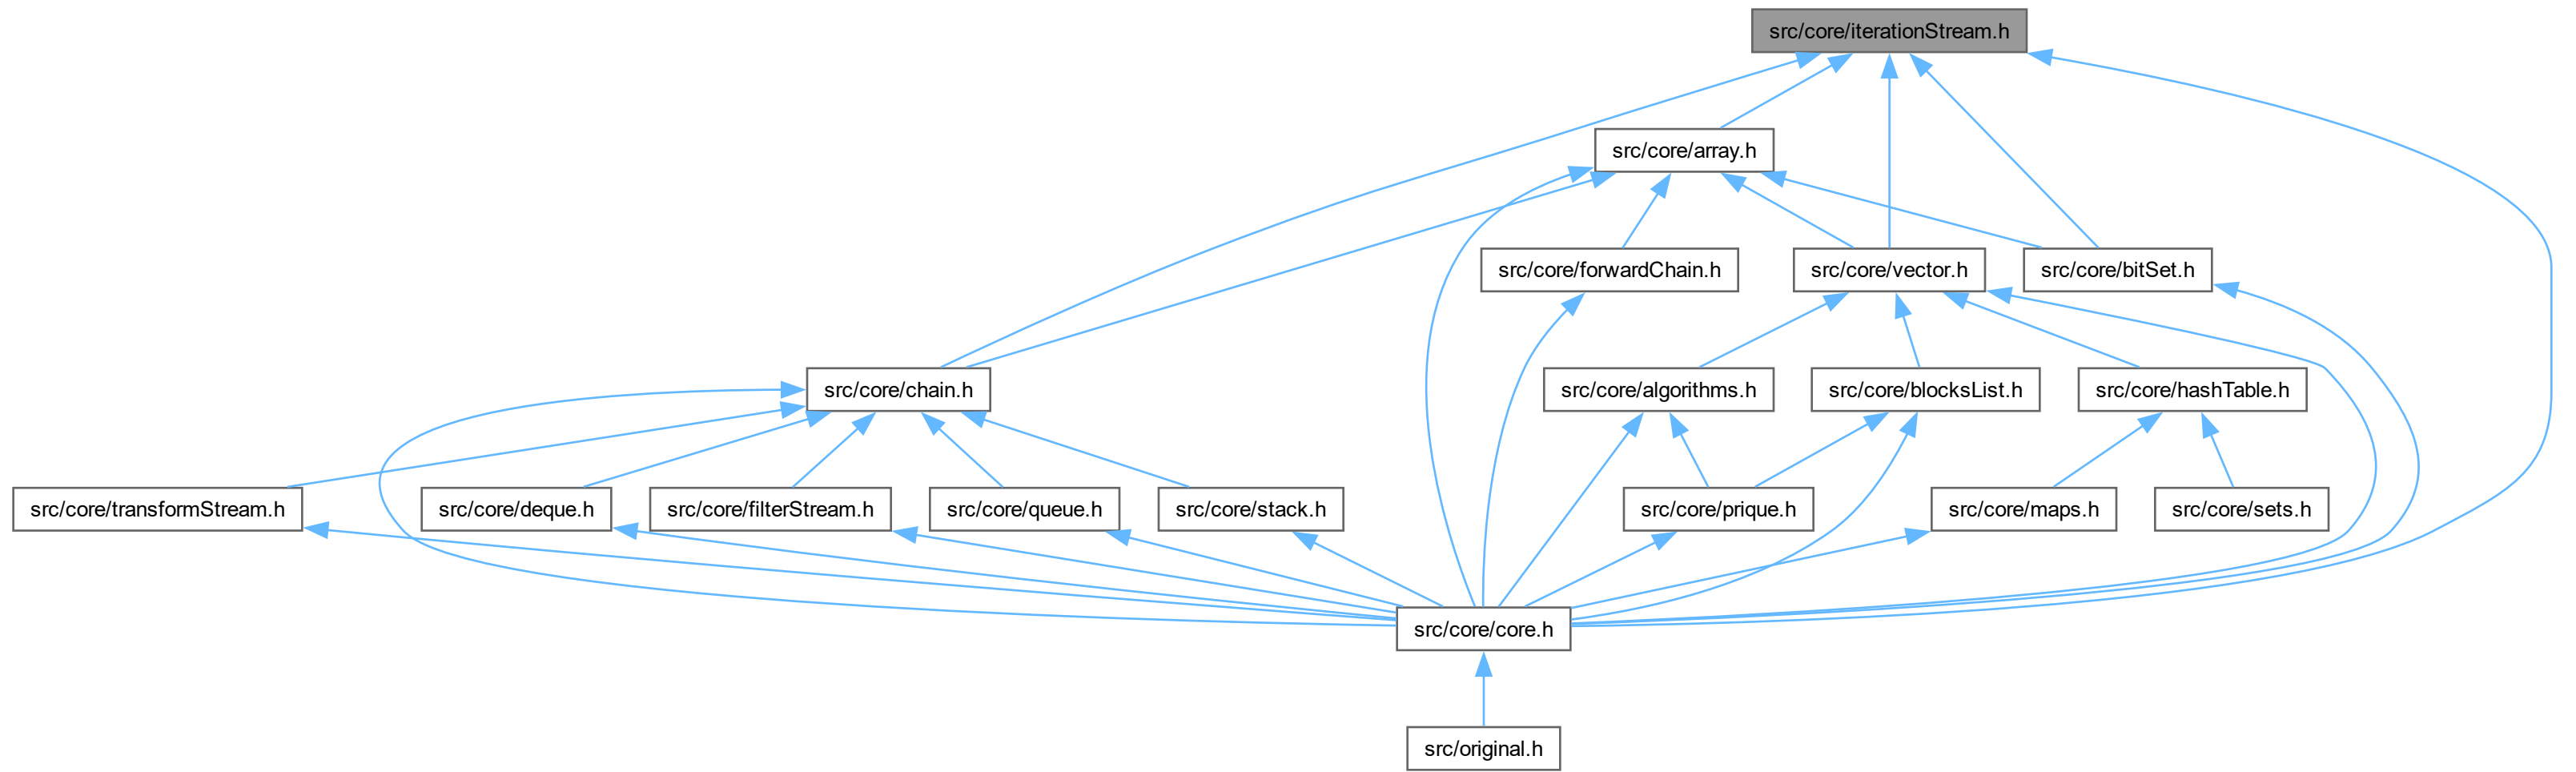 src/core/iterationStream.h
src/core/array.h
src/core/forwardChain.h
src/core/vector.h
src/core/bitSet.h
src/core/chain.h
src/core/algorithms.h
src/core/blocksList.h
src/core/hashTable.h
src/core/transformStream.h
src/core/deque.h
src/core/filterStream.h
src/core/queue.h
src/core/stack.h
src/core/prique.h
src/core/maps.h
src/core/sets.h
src/core/core.h
src/original.h